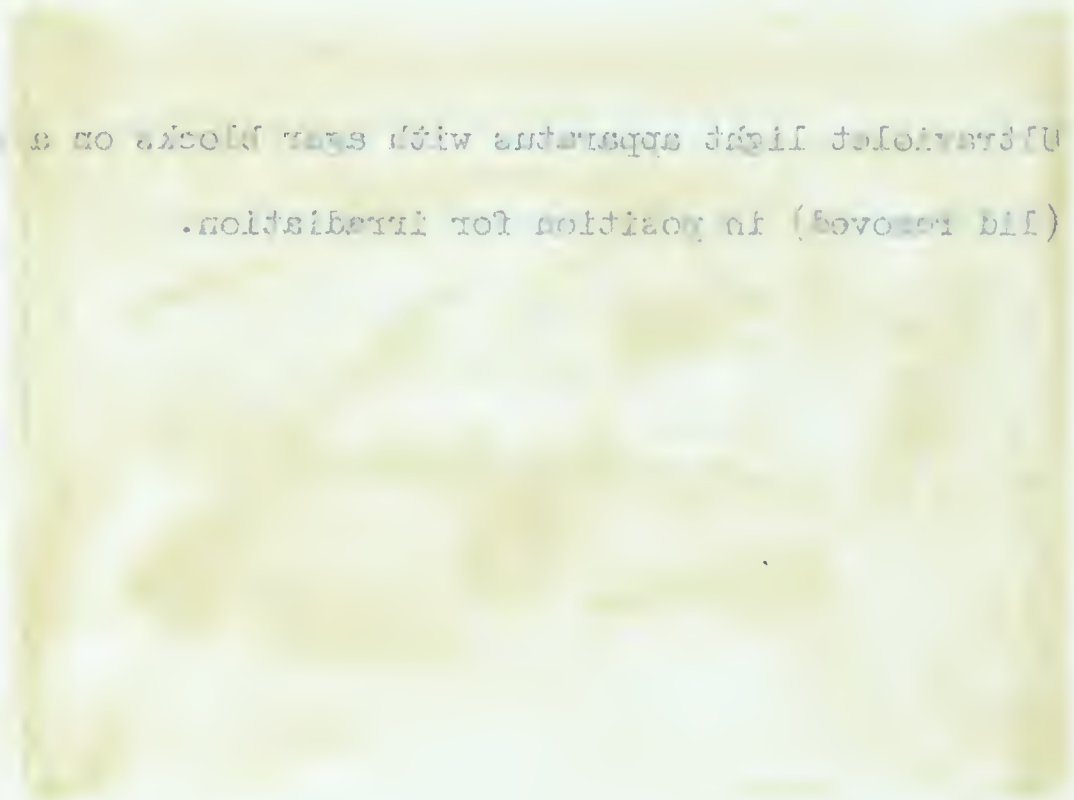 Ultraviolet light apparatus with agar blocks on a
(lid removed) in position for irradiation.